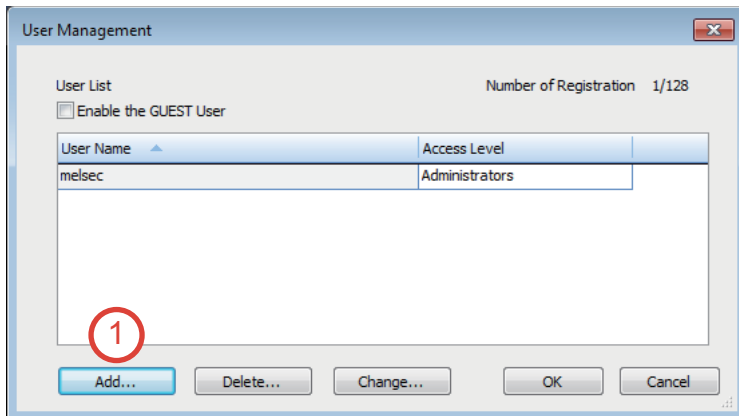 User Management
User List Number of Registration 1/128
Enable the GUEST User
User Name Access Level
melsec Administrators
1
Add... Delete... Change... OK Cancel